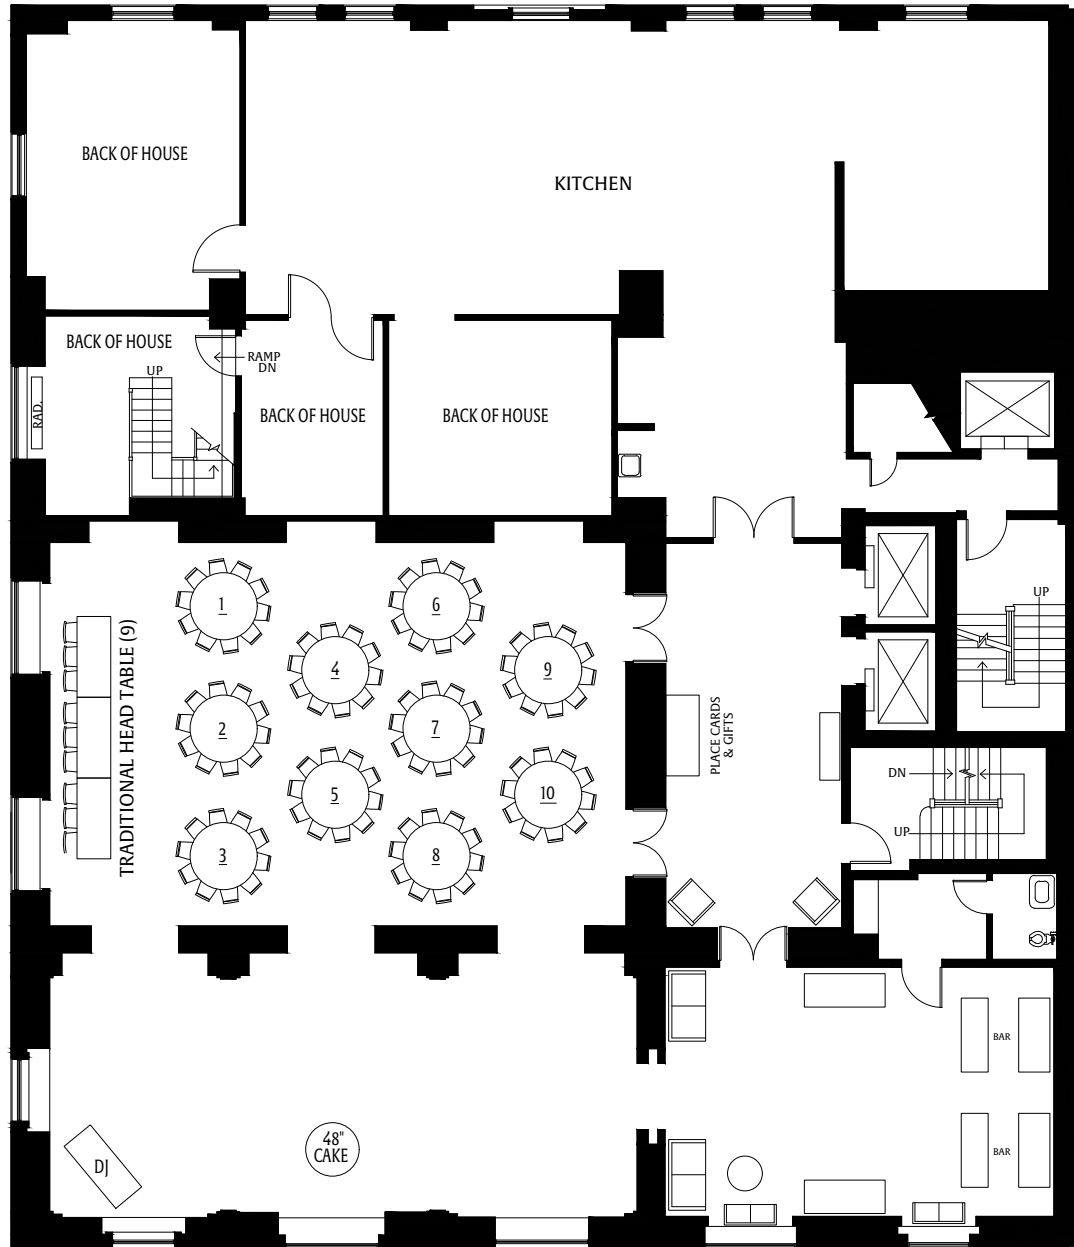 BACK OF HOUSE
KITCHEN
BACK OF HOUSE
UP
RAMP
DN
RAD.
BACK OF HOUSE
BACK OF HOUSE
UP
1
6
4
9
TRADITIONAL HEAD TABLE (9)
2
7
PLACE CARDS
& GIFTS
DN
5
10
UP
3
8
BAR
48"
CAKE
DJ
BAR